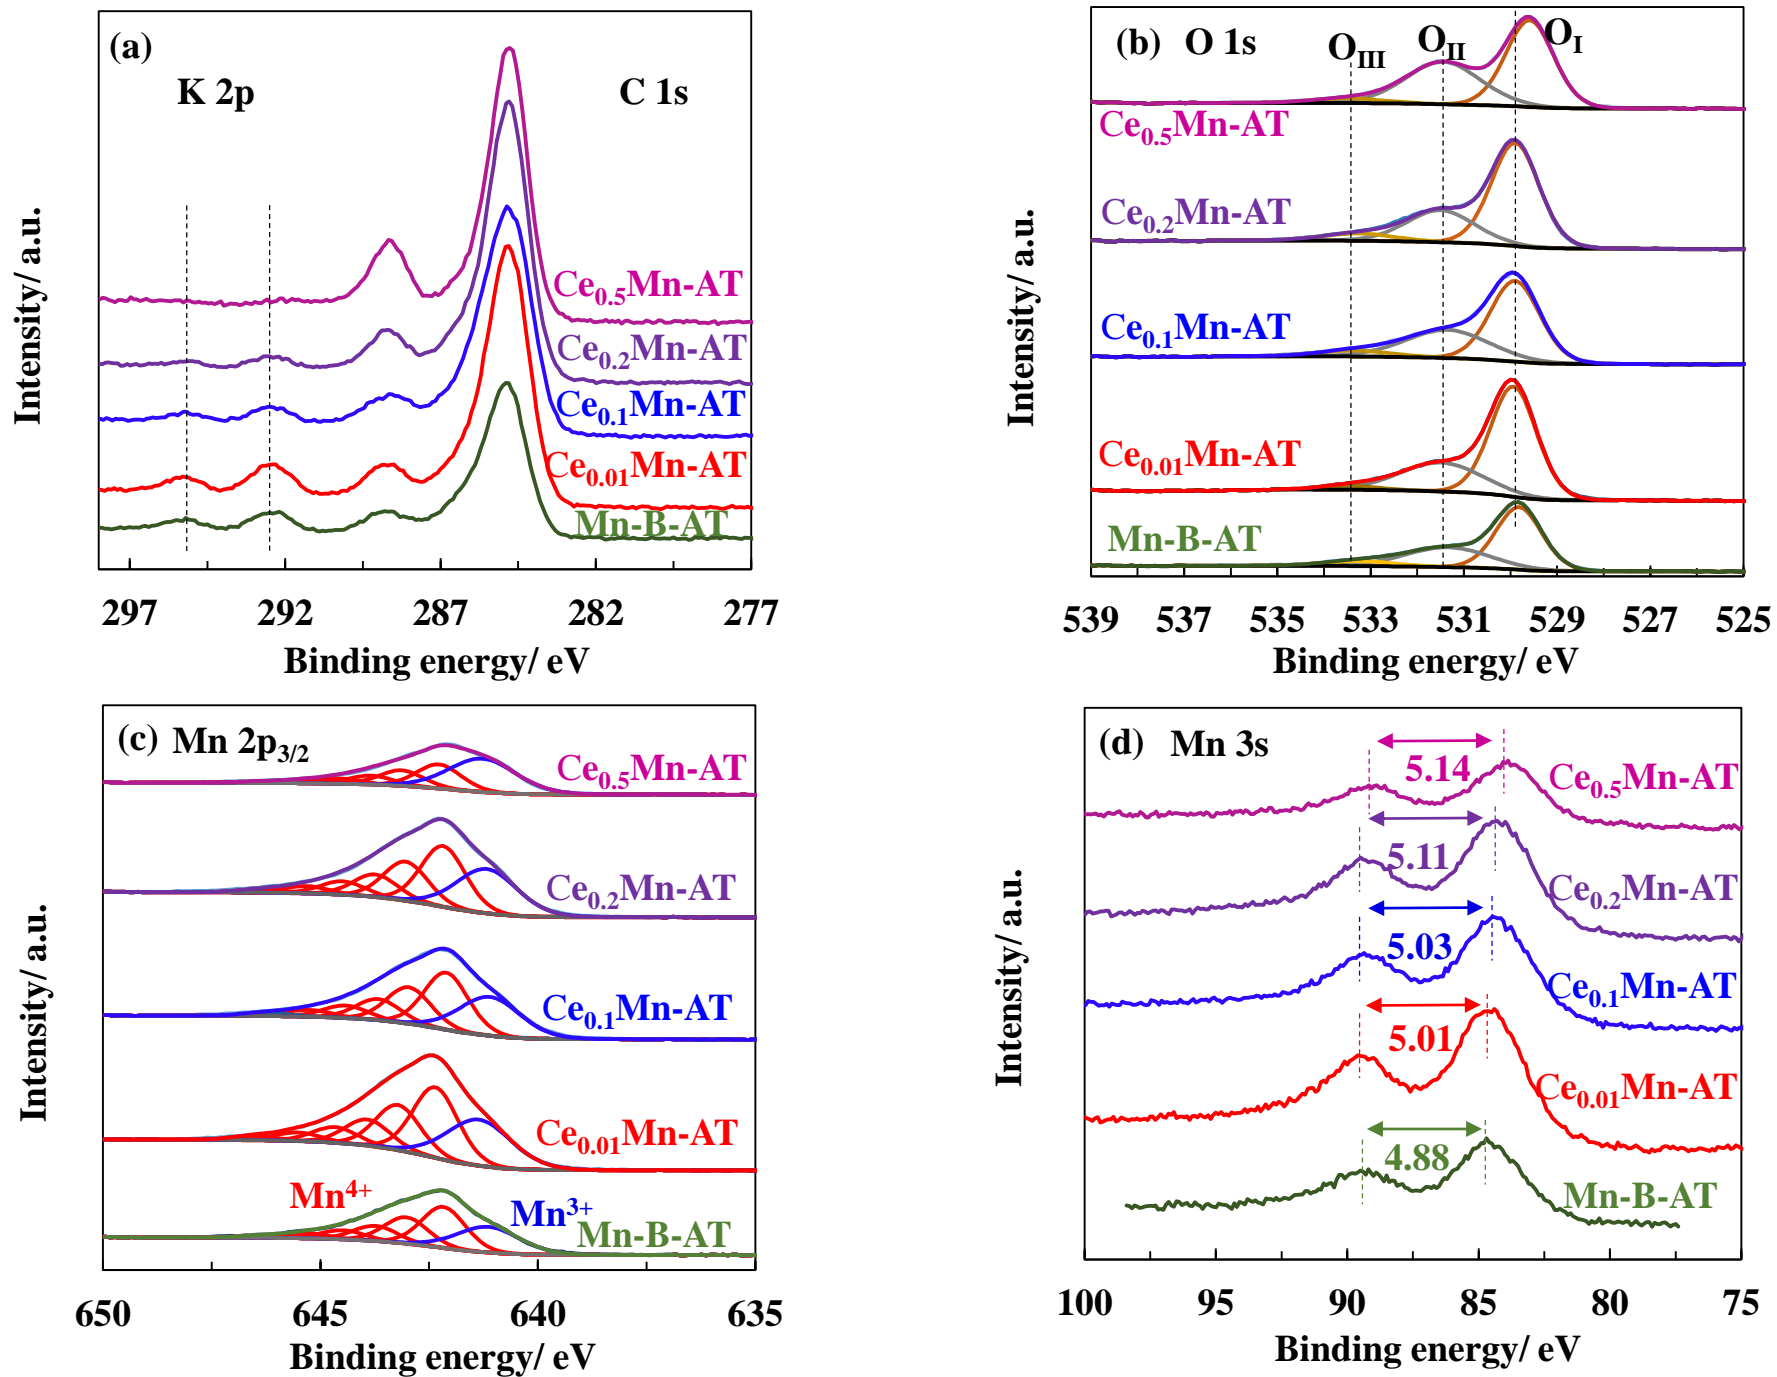 (a)
K 2p
C 1s
Ce0.5Mn-AT
Ce0.2Mn-AT
Ce0.1Mn-AT
Ce0.01Mn-AT
Mn-B-AT
Intensity/ a.u.
297 292 287 282 277
Binding energy/ eV
(b) O 1s
OIII OII OI
Ce0.5Mn-AT
Ce0.2Mn-AT
Ce0.1Mn-AT
Ce0.01Mn-AT
Mn-B-AT
Intensity/ a.u.
539 537 535 533 531 529 527 525
Binding energy/ eV
(c) Mn 2p3/2
Ce0.5Mn-AT
Ce0.2Mn-AT
Ce0.1Mn-AT
Ce0.01Mn-AT
Mn4+
Mn3+
Mn-B-AT
Intensity/ a.u.
650 645 640 635
Binding energy/ eV
(d) Mn 3s
5.14
Ce0.5Mn-AT
5.11
Ce0.2Mn-AT
5.03
Ce0.1Mn-AT
5.01
Ce0.01Mn-AT
4.88
Mn-B-AT
Intensity/ a.u.
100 95 90 85 80 75
Binding energy/ eV